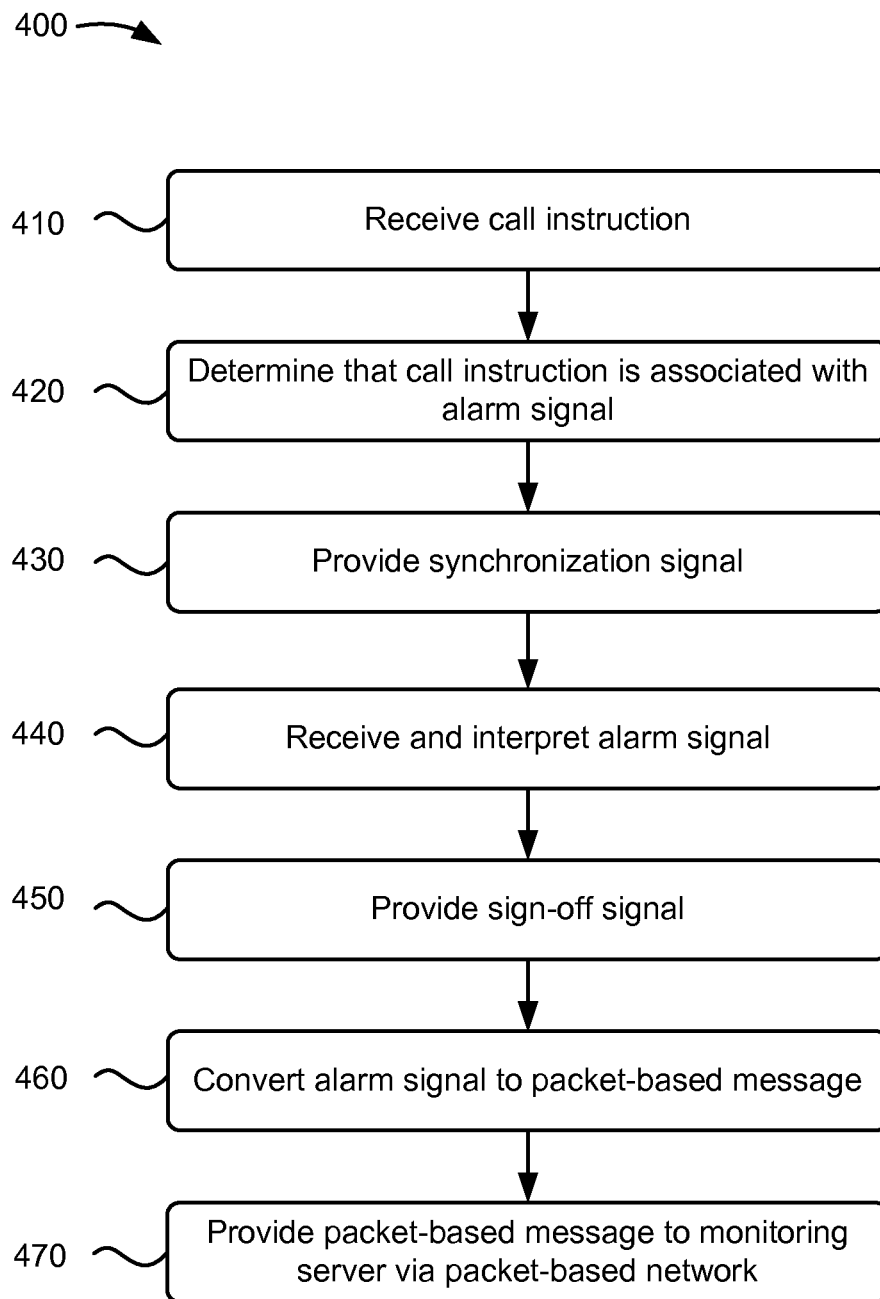 400
410
Receive call instruction
420
Determine that call instruction is associated with
alarm signal
430
Provide synchronization signal
440
Receive and interpret alarm signal
450
Provide sign-off signal
460
Convert alarm signal to packet-based message
470
Provide packet-based message to monitoring
server via packet-based network